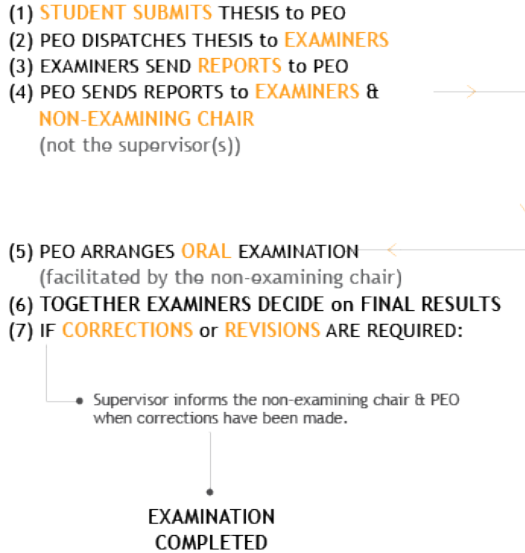 (1) STUDENT SUBMITS THESIS to PEO
(2) PEO DISPATCHES THESIS to EXAMINERS
(3) EXAMINERS SEND REPORTS to PEO
(4) PEO SENDS REPORTS to EXAMINERS &
NON-EXAMINING CHAIR
(not the supervisor(s))
(5) PEO ARRANGES ORAL EXAMINATION
(facilitated by the non-examining chair)
(6) TOGETHER EXAMINERS DECIDE on FINAL RESULTS
(7) IF CORRECTIONS or REVISIONS ARE REQUIRED:
Supervisor informs the non-examining chair & PEO
when corrections have been made.
EXAMINATION
COMPLETED